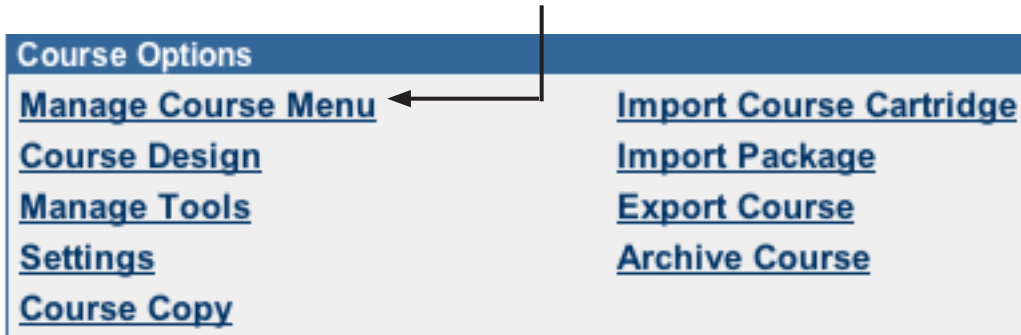 Course Options
Manage Course Menu
Course Design
Manage Tools
Settings
Course Copy
Import Course Cartridge
Import Package
Export Course
Archive Course